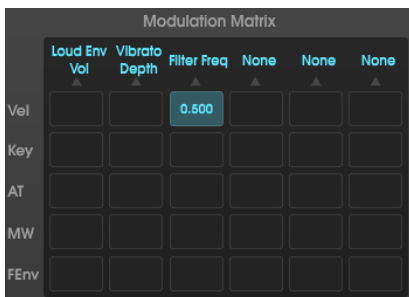 Modulation Matrix
Loud Env Vol
Vibrato Depth
Filter Freq
None
None
None
Vel
0.500
Key
AT
MW
FEnv